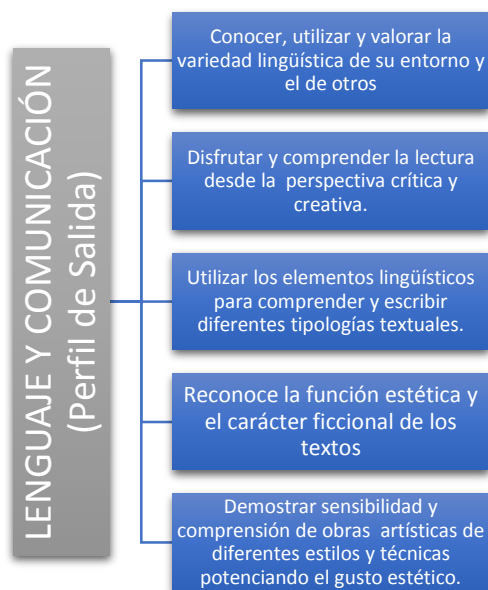 LENGUAJE Y COMUNICACIÓN
(Perfil de Salida)
Conocer, utilizar y valorar la
variedad lingüística de su entorno y
el de otros
Disfrutar y comprender la lectura
desde la perspectiva crítica y
creativa.
Utilizar los elementos lingüísticos
para comprender y escribir
diferentes tipologías textuales.
Reconoce la función estética y
el carácter ficcional de los
textos
Demostrar sensibilidad y
comprensión de obras artísticas de
diferentes estilos y técnicas
potenciando el gusto estético.